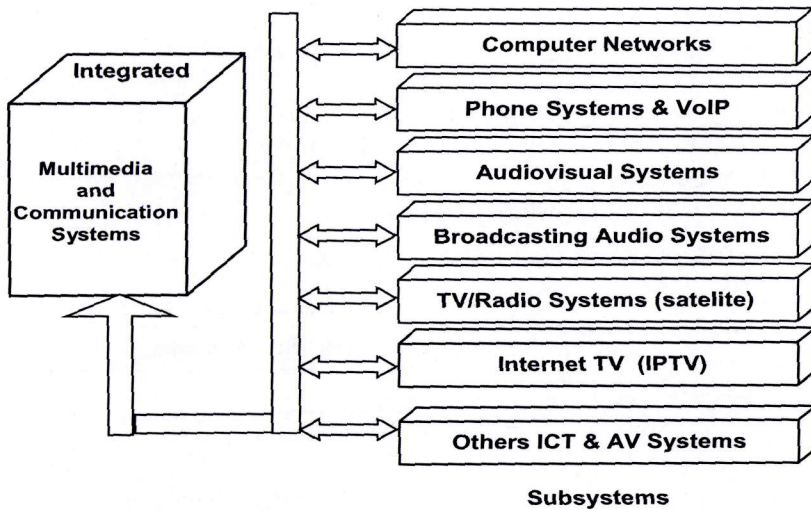 Integrated
Multimedia
and
Communication
Systems
Computer Networks
Phone Systems & VoIP
Audiovisual Systems
Broadcasting Audio Systems
TV/Radio Systems (satelite)
Internet TV (IPTV)
Others ICT & AV Systems
Subsystems